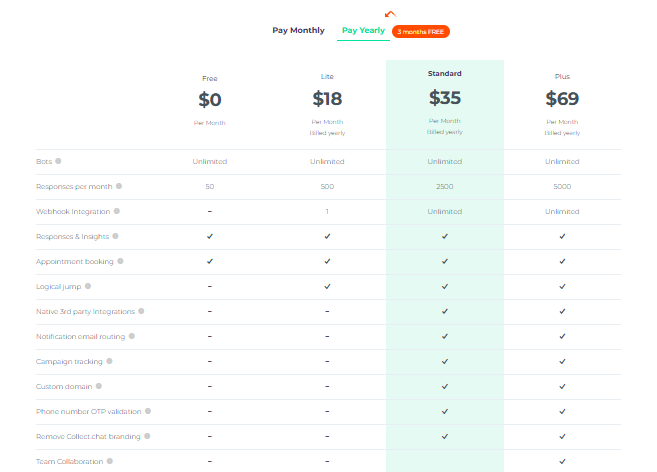 Pay Monthly Pay Yearly 3 months FREE
Free Lite Standard Plus
$0 $18 $35 $69
Per Month Per Month Per Month Per Month
Billed yearly Billed yearly Billed yearly
Bots Unlimited Unlimited Unlimited Unlimited
Responses per month 50 500 2500 5000
Webhook Integration – 1 Unlimited Unlimited
Responses & Insights ✓ ✓ ✓ ✓
Appointment booking ✓ ✓ ✓ ✓
Logical jump – ✓ ✓ ✓
Native 3rd party Integrations – – ✓ ✓
Notification email routing – – ✓ ✓
Campaign tracking – – ✓ ✓
Custom domain – – ✓ ✓
Phone number OTP validation – – ✓ ✓
Remove Collect.chat branding – – ✓ ✓
Team Collaboration – – – ✓